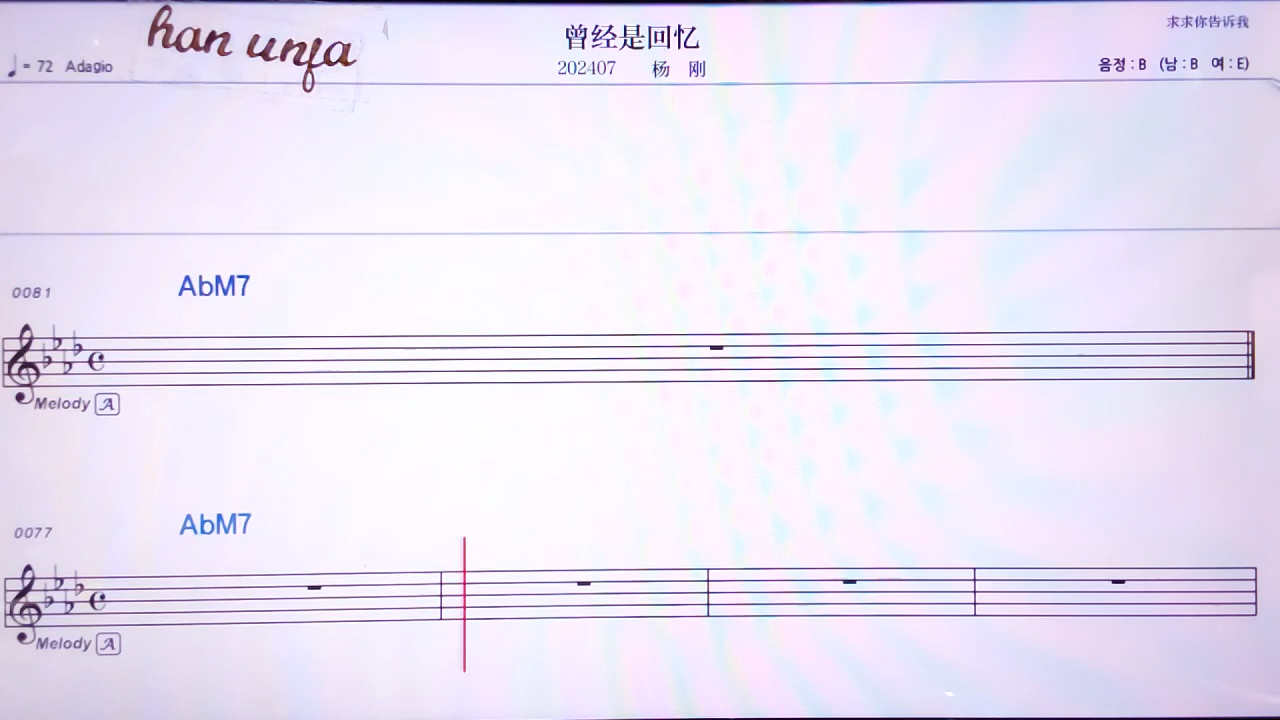 han unfa
曾经是回忆
求求你告诉我
♩= 72 Adagio
202407 杨 刚
음정 : B (남 : B 여 : E)
0081 AbM7
Melody A
0077 AbM7
Melody A